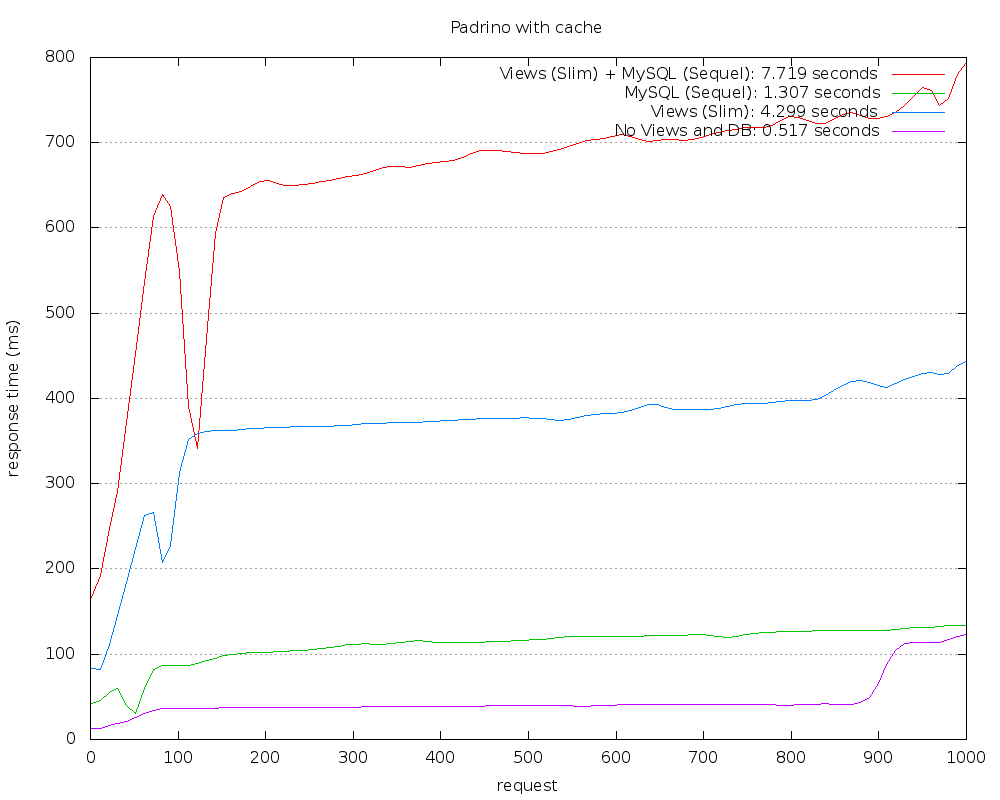 Padrino with cache
800
700
600
500
400
300
200
100
0
response time (ms)
Views (Slim) + MySQL (Sequel): 7.719 seconds
MySQL (Sequel): 1.307 seconds
Views (Slim): 4.299 seconds
No Views and DB: 0.517 seconds
0 100 200 300 400 500 600 700 800 900 1000
request